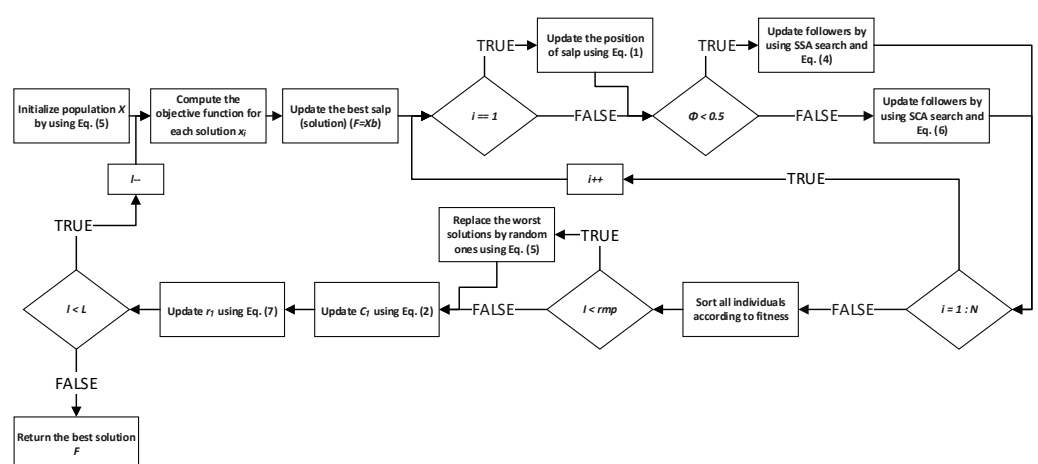 TRUE
Update the position
of salp using Eq. (1)
TRUE
Update followers by
using SSA search and
Eq. (4)
Initialize population X
by using Eq. (5)
Compute the
objective function for
each solution xi
Update the best salp
(solution) (F=Xb)
i == 1
FALSE
Φ < 0.5
FALSE
Update followers by
using SCA search and
Eq. (6)
l--
i++
TRUE
TRUE
Replace the worst
solutions by random
ones using Eq. (5)
TRUE
l < L
Update r1 using Eq. (7)
Update C1 using Eq. (2)
FALSE
l < rmp
Sort all individuals
according to fitness
FALSE
i = 1 : N
FALSE
Return the best solution
F